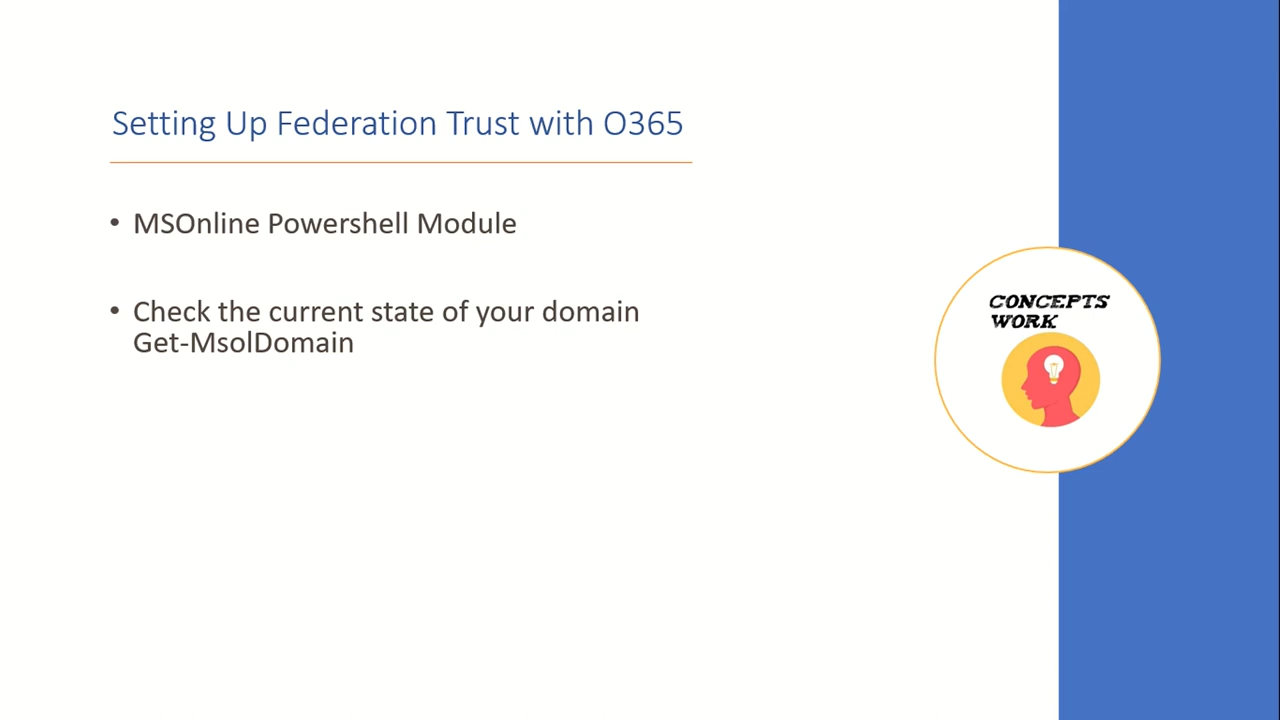 Setting Up Federation Trust with O365
• MSOnline Powershell Module
• Check the current state of your domain
Get-MsolDomain
CONCEPTS
WORK